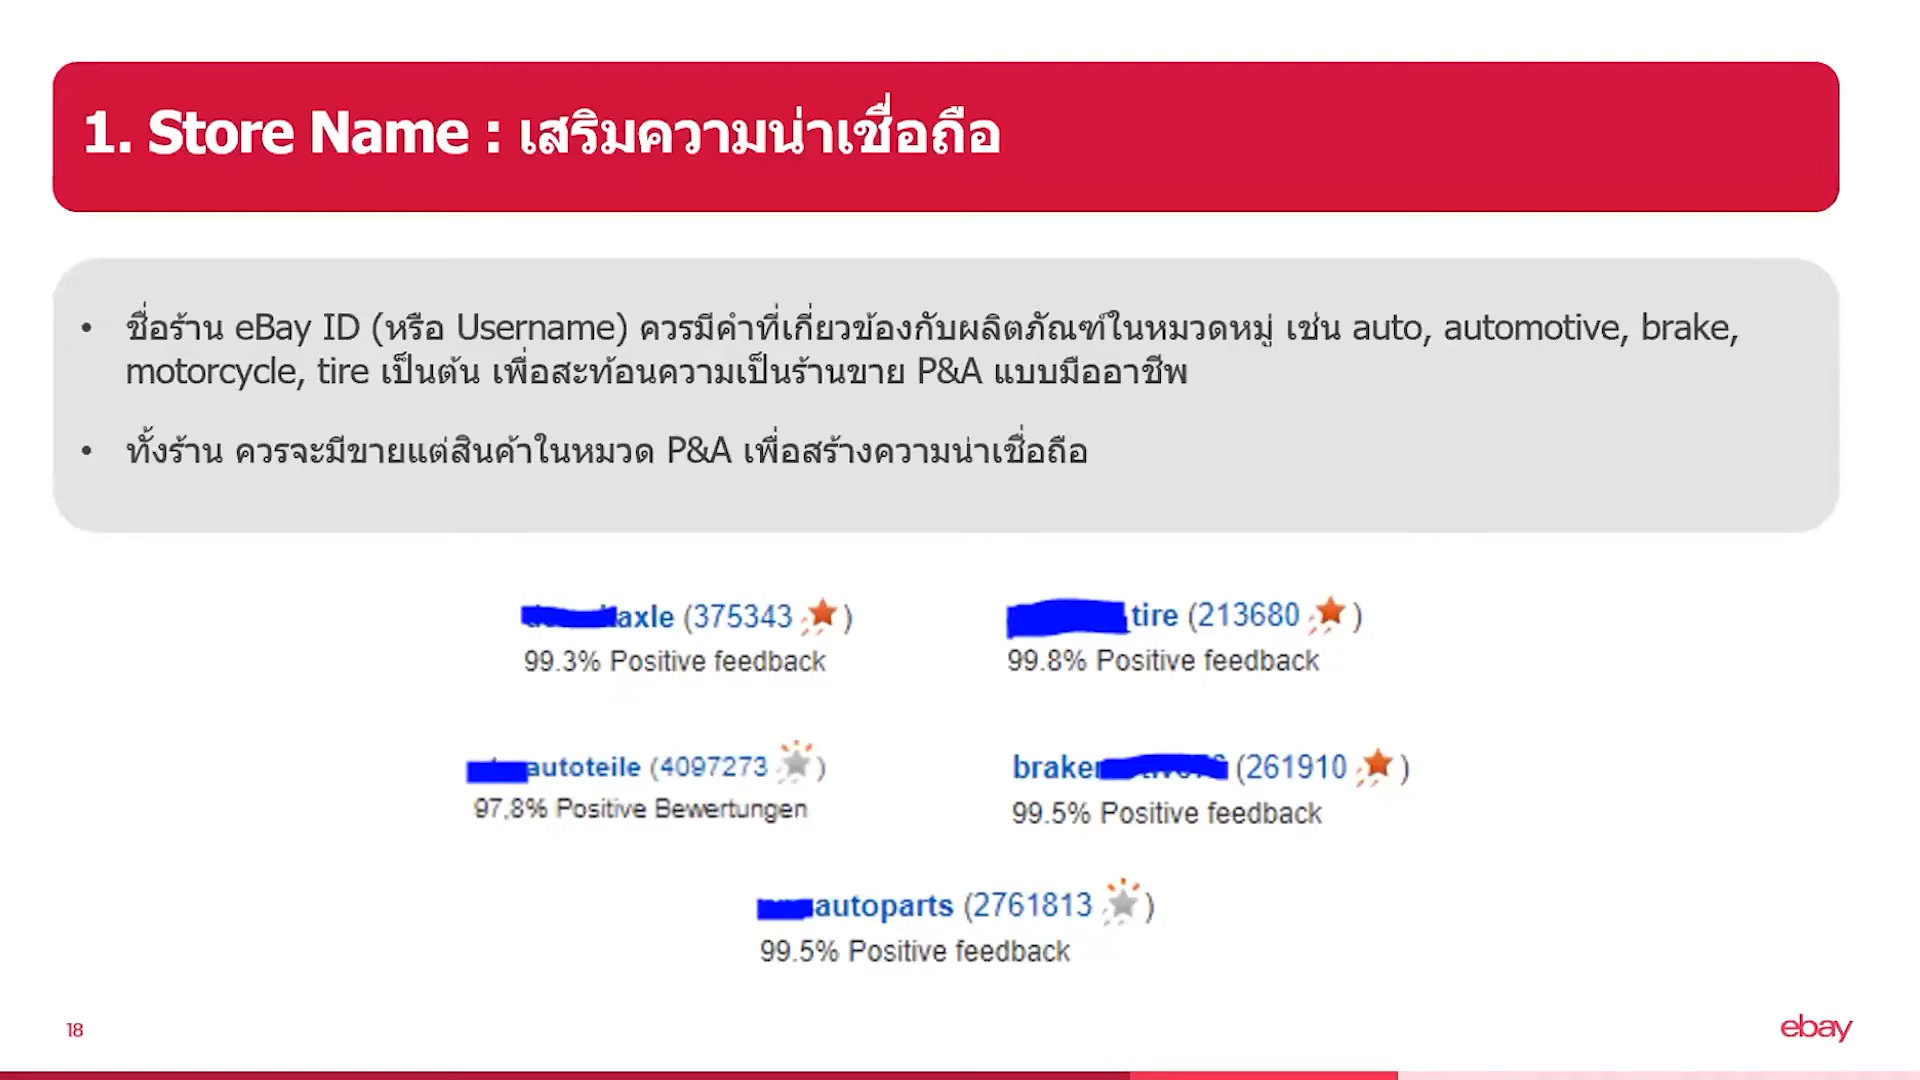 1. Store Name : เสริมความน่าเชื่อถือ
• ชื่อร้าน eBay ID (หรือ Username) ควรมีคำที่เกี่ยวข้องกับผลิตภัณฑ์ในหมวดหมู่ เช่น auto, automotive, brake,
motorcycle, tire เป็นต้น เพื่อสะท้อนความเป็นร้านขาย P&A แบบมืออาชีพ
• ทั้งร้าน ควรจะมีขายแต่สินค้าในหมวด P&A เพื่อสร้างความน่าเชื่อถือ
axle (375343 )
99.3% Positive feedback
tire (213680 )
99.8% Positive feedback
autoteile (4097273 )
97,8% Positive Bewertungen
brake (261910 )
99.5% Positive feedback
autoparts (2761813 )
99.5% Positive feedback
18
ebay